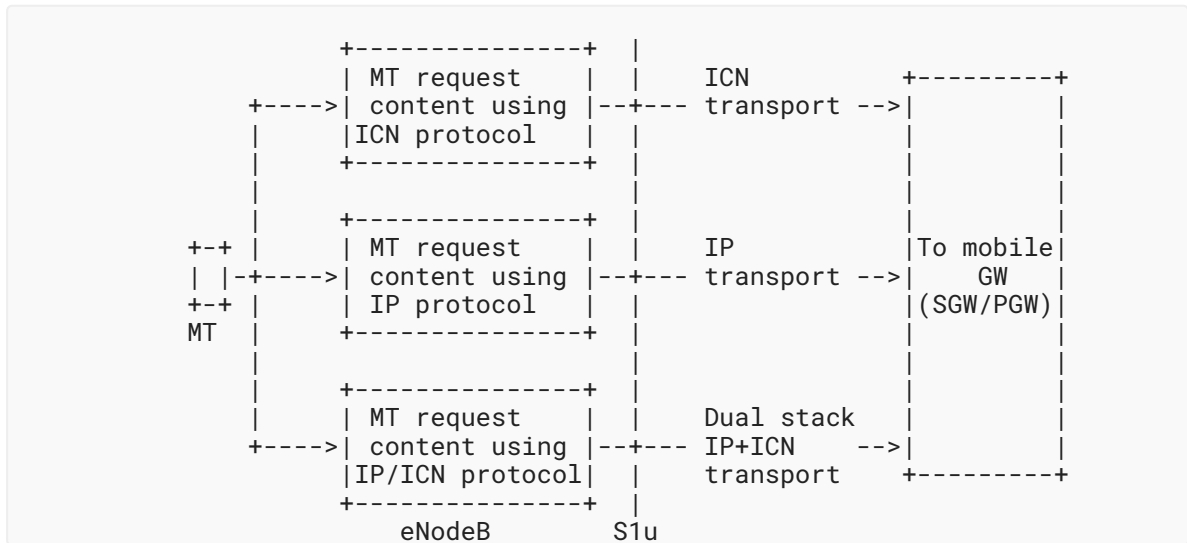 +---------------+  |
               | MT request    |  |    ICN            +---------+
         +---->| content using |--+--- transport -->|         |
         |     |ICN protocol   |  |                   |         |
         |     +---------------+  |                   |         |
         |                        |                   |         |
         |     +---------------+  |                   |         |
   +-+   |     | MT request    |  |    IP             |To mobile|
   | |-+---->| content using |--+--- transport -->|    GW   |
   +-+   |     | IP protocol   |  |                   |(SGW/PGW)|
   MT    |     +---------------+  |                   |         |
         |                        |                   |         |
         |     +---------------+  |                   |         |
         |     | MT request    |  |    Dual stack     |         |
         +---->| content using |--+--- IP+ICN    -->|         |
               |IP/ICN protocol|  |    transport      +---------+
               +---------------+  |
                  eNodeB         S1u